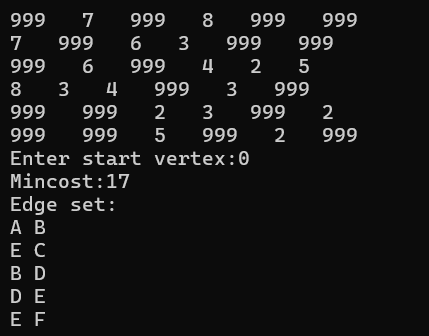 999 7 999 8 999 999
7 999 6 3 999 999
999 6 999 4 2 5
8 3 4 999 3 999
999 999 2 3 999 2
999 999 5 999 2 999
Enter start vertex:0
Mincost:17
Edge set:
A B
E C
B D
D E
E F